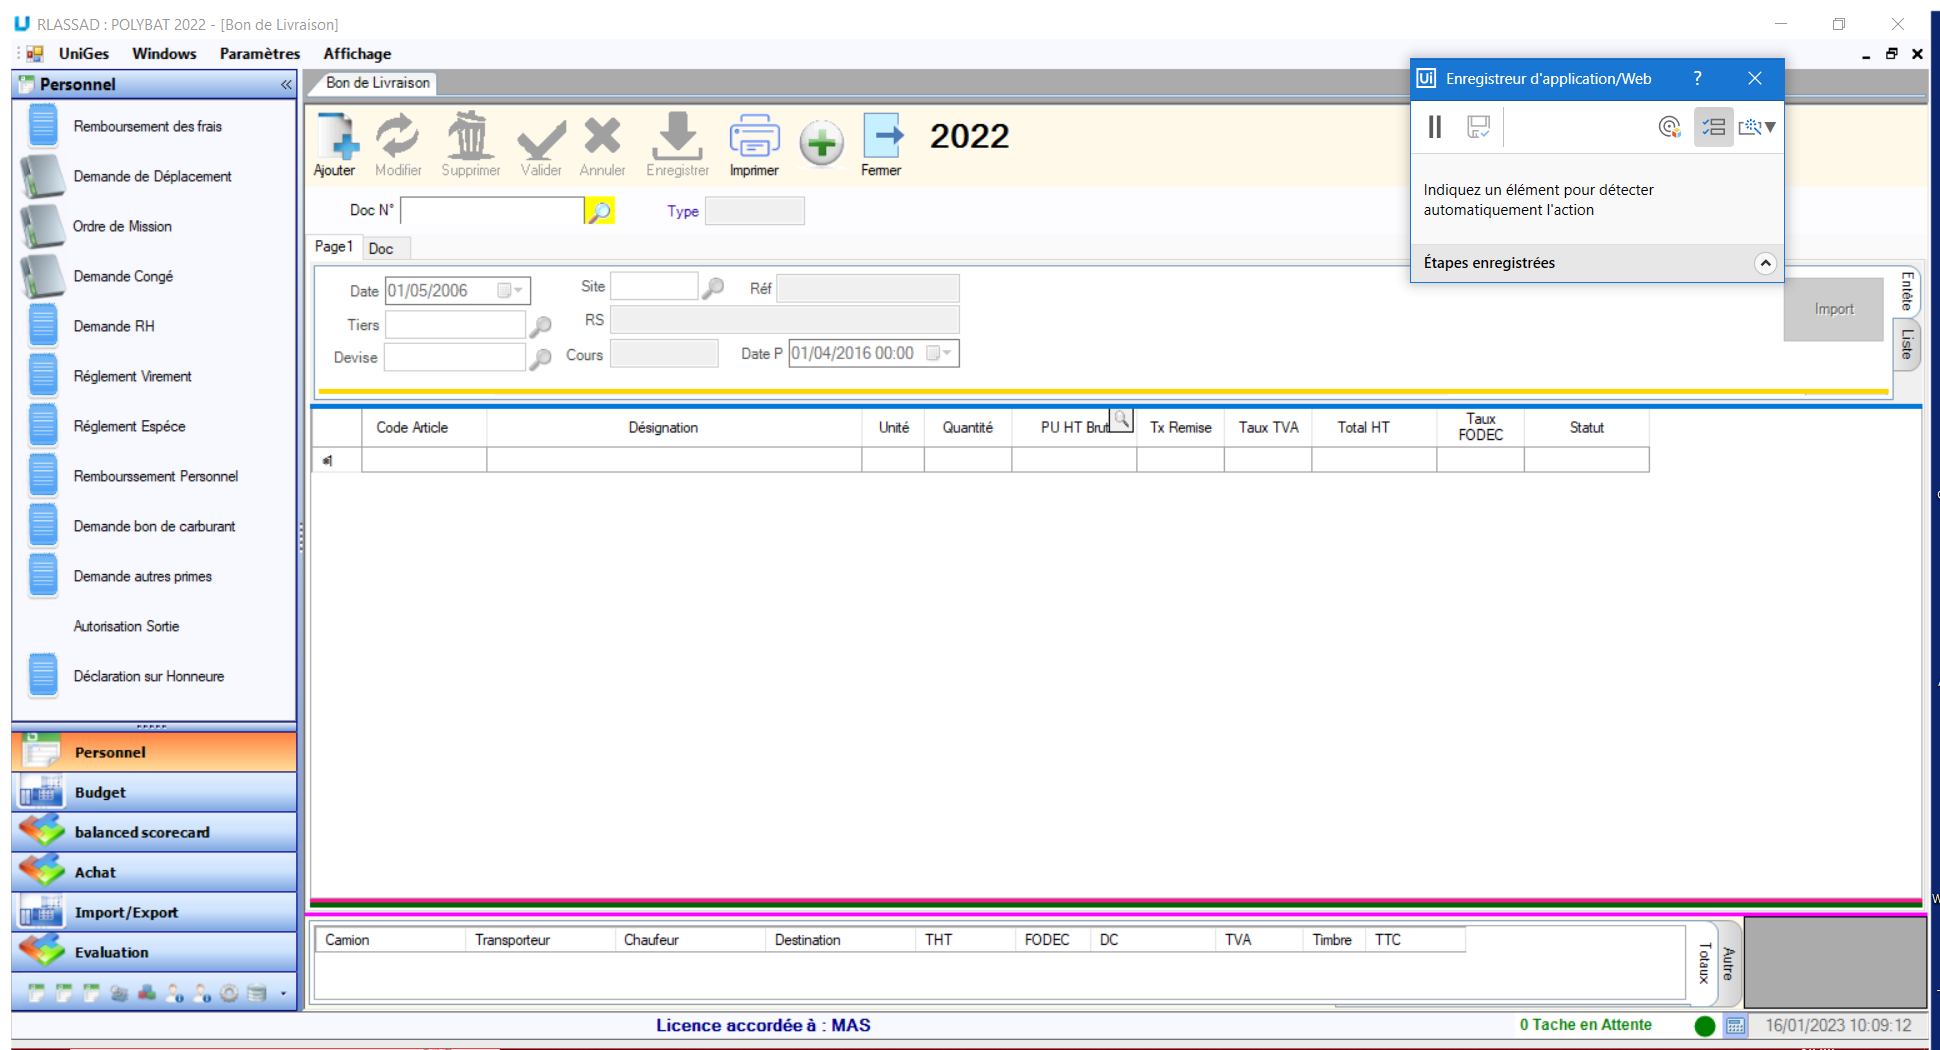 RLASSAD : POLYBAT 2022 - [Bon de Livraison]
UniGes Windows Paramètres Affichage
Personnel
«
Remboursement des frais
Demande de Déplacement
Ordre de Mission
Demande Congé
Demande RH
Réglement Virement
Réglement Espéce
Rembourssement Personnel
Demande bon de carburant
Demande autres primes
Autorisation Sortie
Déclaration sur Honneure
Personnel
Budget
balanced scorecard
Achat
Import/Export
Evaluation
Bon de Livraison
Ajouter Modifier Supprimer Valider Annuler Enregistrer Imprimer Fermer
2022
Doc N° Type
Page1 Doc
Date 01/05/2006 Site Réf
Tiers RS
Devise Cours Date P 01/04/2016 00:00
Import
Entête
Liste
Code Article Désignation Unité Quantité PU HT Brut Tx Remise Taux TVA Total HT Taux FODEC Statut
Ui Enregistreur d'application/Web ?
Indiquez un élément pour détecter
automatiquement l'action
Étapes enregistrées
Camion Transporteur Chaufeur Destination THT FODEC DC TVA Timbre TTC
Totaux
Autre
Licence accordée à : MAS
0 Tache en Attente
16/01/2023 10:09:12